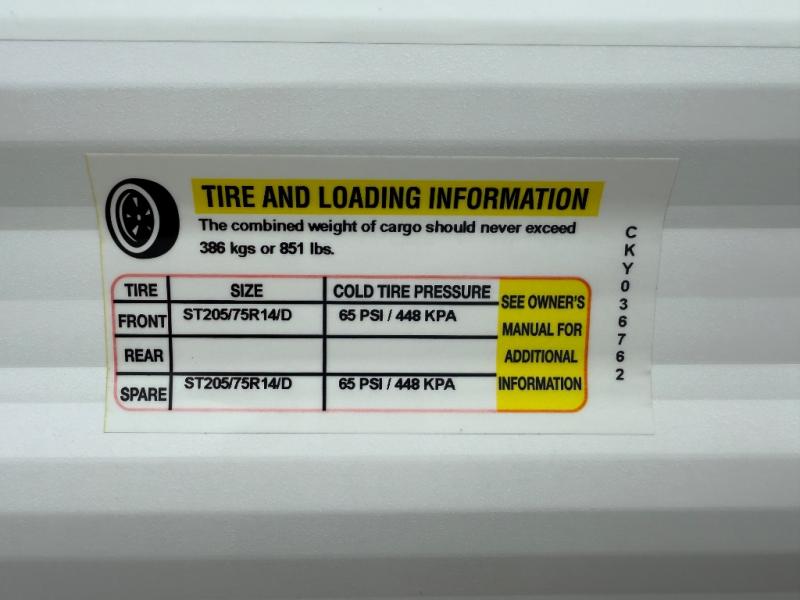 TIRE AND LOADING INFORMATION
The combined weight of cargo should never exceed
386 kgs or 851 lbs.
TIRE SIZE COLD TIRE PRESSURE
FRONT ST205/75R14/D 65 PSI / 448 KPA
REAR
SPARE ST205/75R14/D 65 PSI / 448 KPA
SEE OWNER'S
MANUAL FOR
ADDITIONAL
INFORMATION
CKY036762